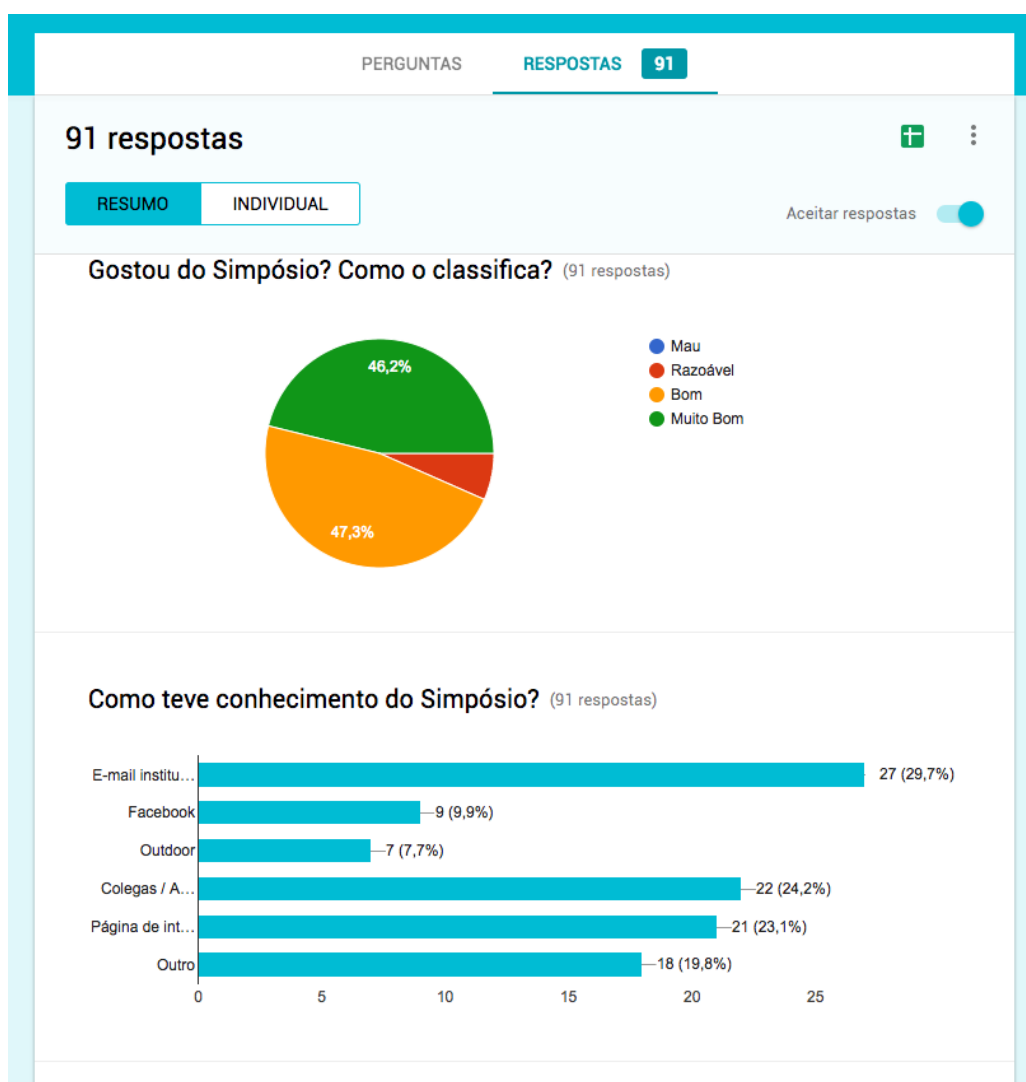 PERGUNTAS RESPOSTAS 91
91 respostas
RESUMO INDIVIDUAL
Aceitar respostas
Gostou do Simpósio? Como o classifica? (91 respostas)
46,2%
47,3%
Mau
Razoável
Bom
Muito Bom
Como teve conhecimento do Simpósio? (91 respostas)
E-mail institu... 27 (29,7%)
Facebook 9 (9,9%)
Outdoor 7 (7,7%)
Colegas / A... 22 (24,2%)
Página de int... 21 (23,1%)
Outro 18 (19,8%)
0 5 10 15 20 25